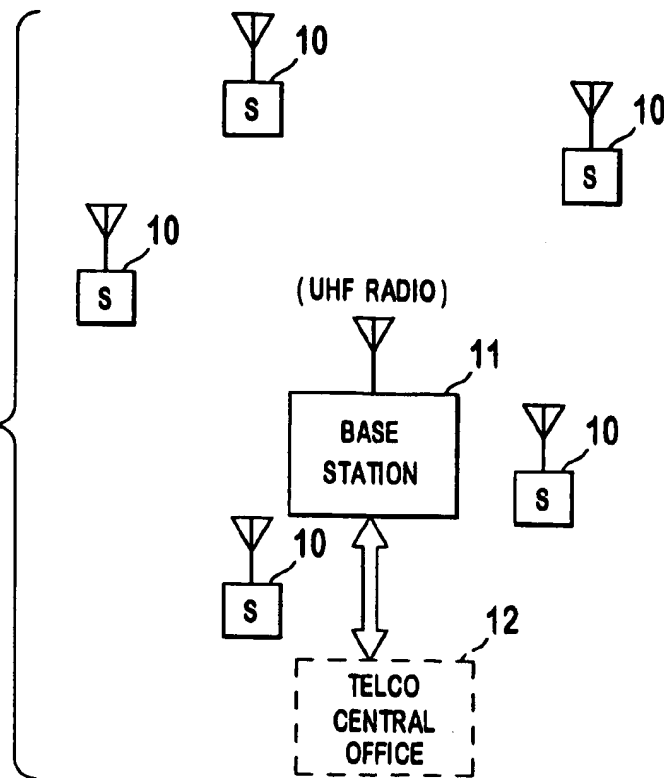 10
S
10
S
10
S
(UHF RADIO)
11
BASE
STATION
10
S
10
S
12
TELCO
CENTRAL
OFFICE